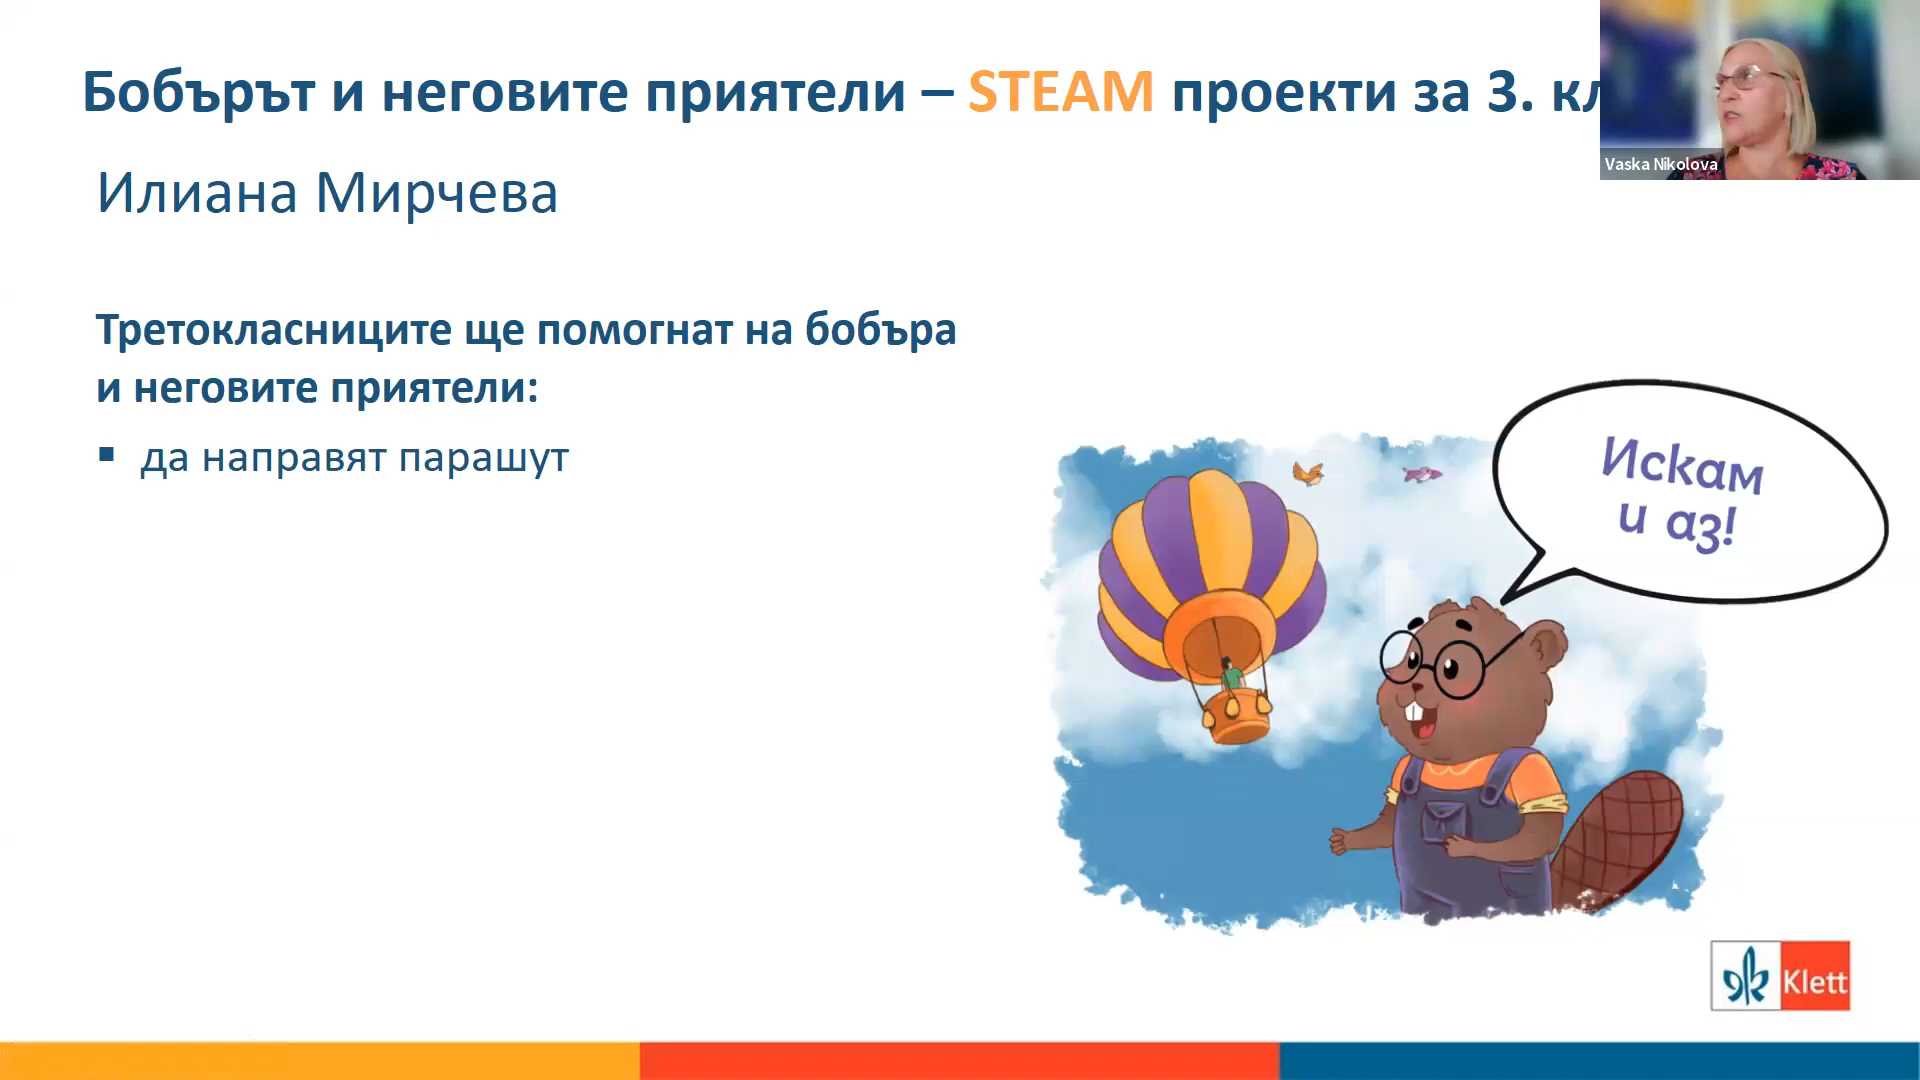 Бобърът и неговите приятели – STEAM проекти за 3. кл
Vaska Nikolova
Илиана Мирчева
Третокласниците ще помогнат на бобъра
и неговите приятели:
▪ да направят парашут
Искам
и аз!
Klett